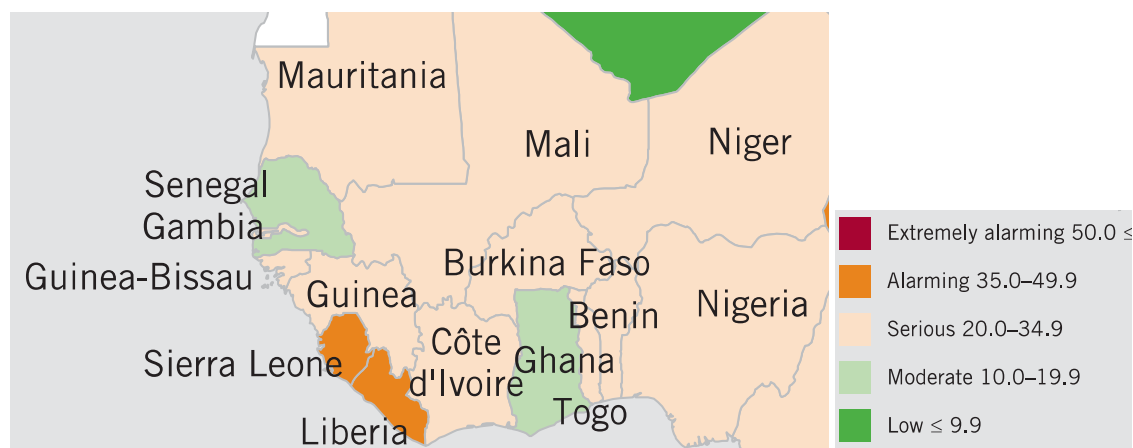 Mauritania
Mali
Niger
Senegal
Gambia
Guinea-Bissau
Burkina Faso
Guinea
Benin
Nigeria
Sierra Leone
Côte
d'Ivoire
Ghana
Togo
Liberia
Extremely alarming 50.0 ≤
Alarming 35.0–49.9
Serious 20.0–34.9
Moderate 10.0–19.9
Low ≤ 9.9